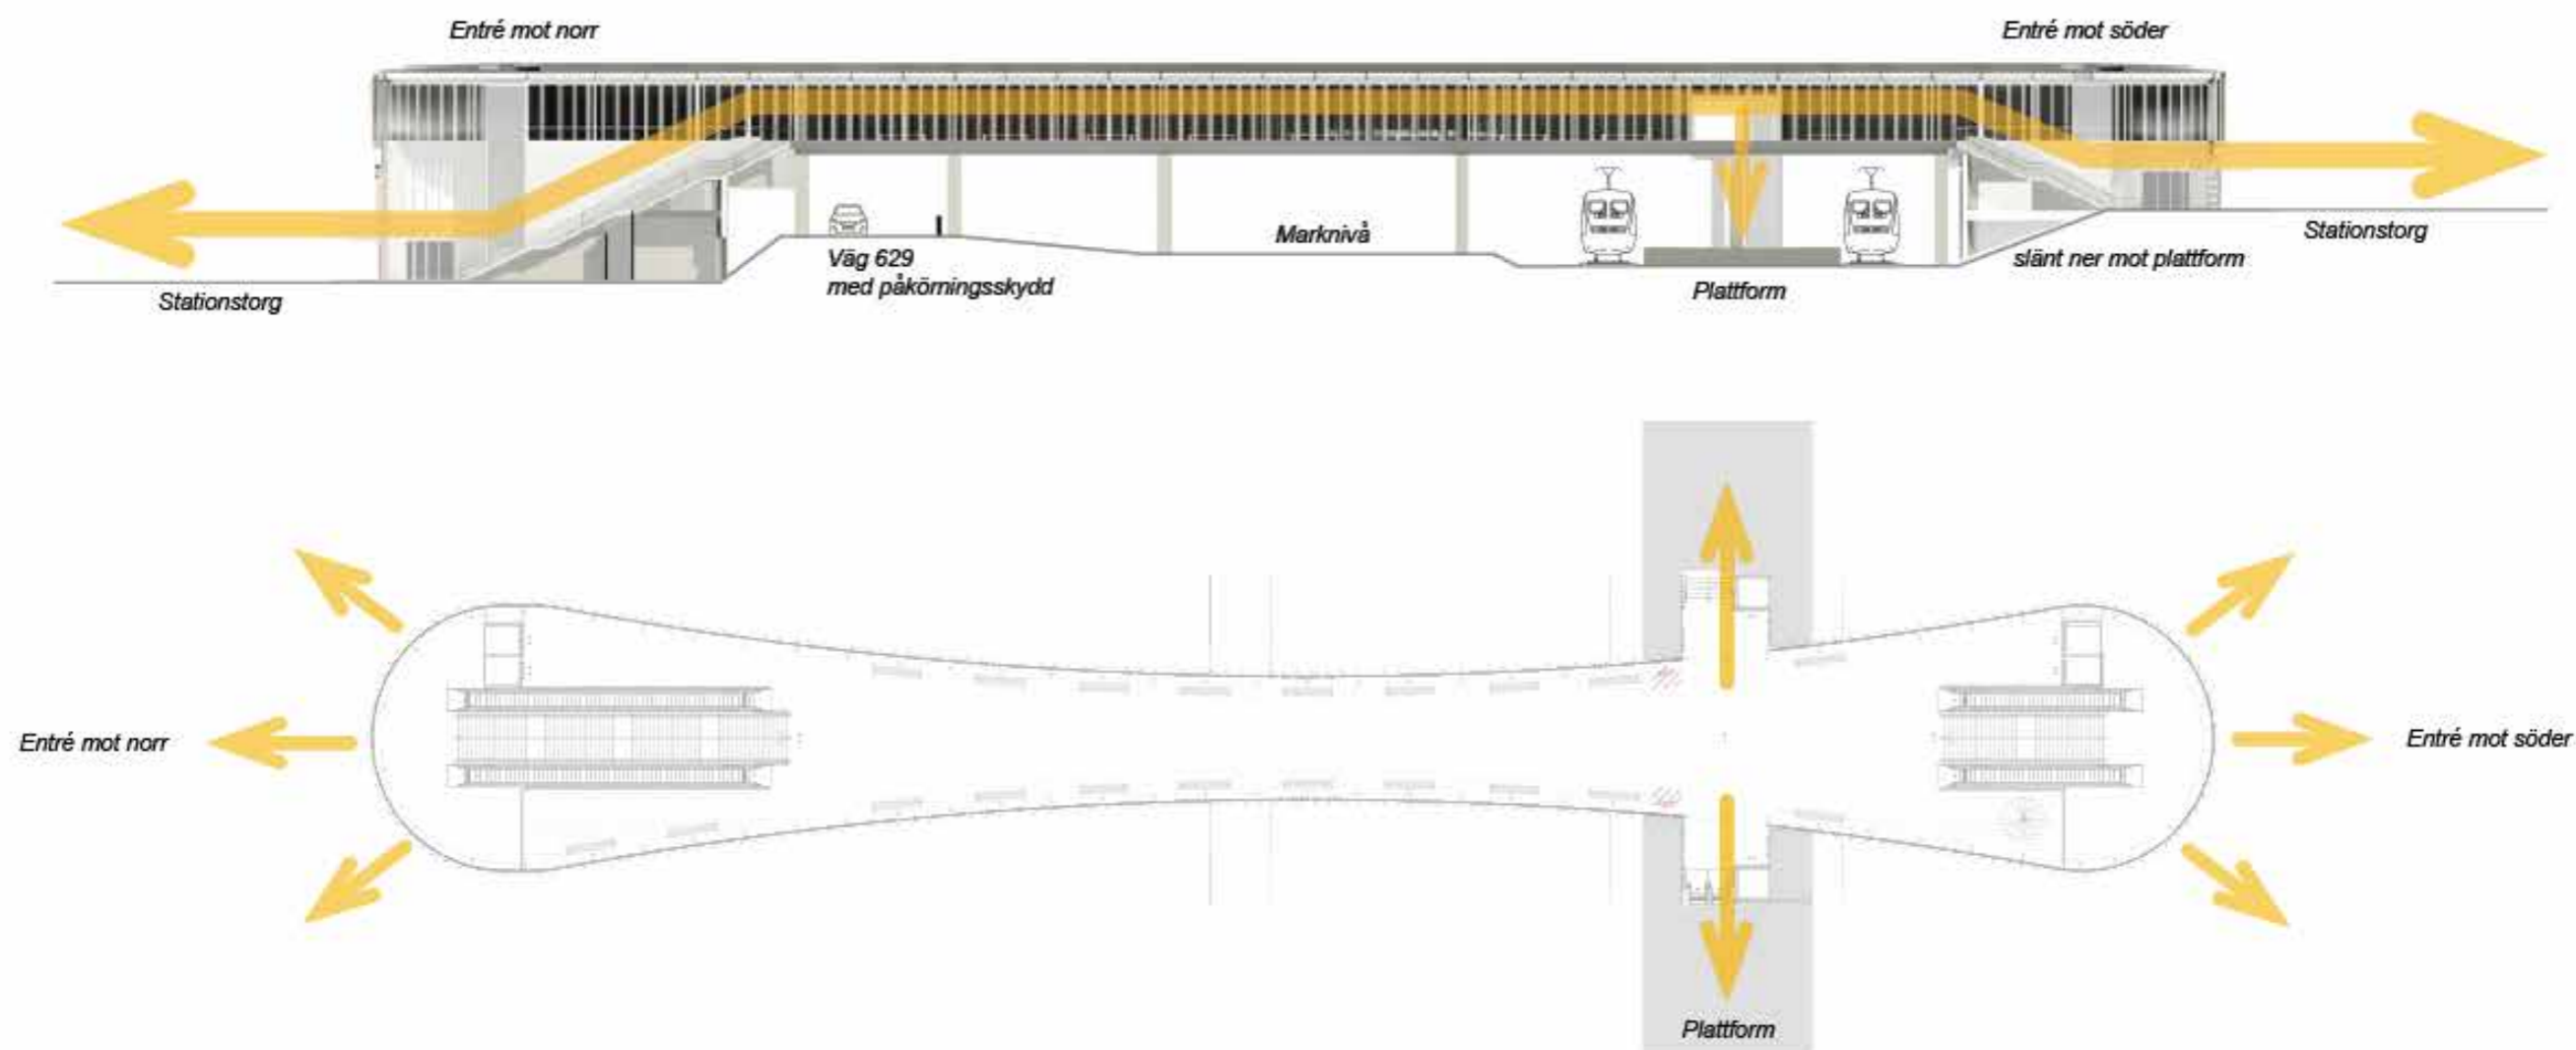 Entré mot norr
Entré mot söder
Väg 629
med påkörningsskydd
Marknivå
Stationstorg
slänt ner mot plattform
Plattform
Stationstorg
Entré mot norr
Entré mot söder
Plattform